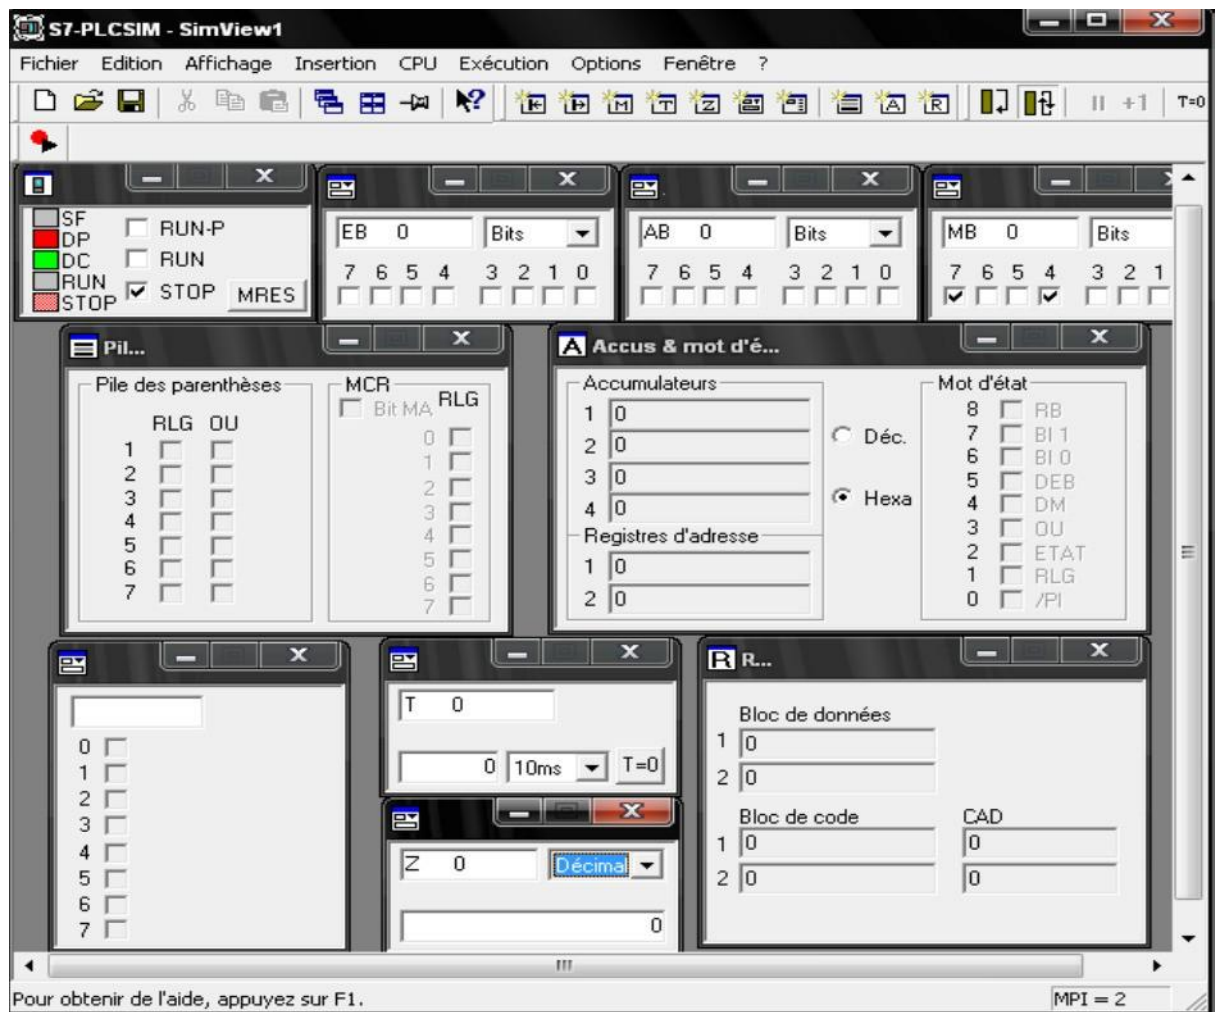 S7-PLCSIM - SimView1
Fichier Edition Affichage Insertion CPU Exécution Options Fenêtre ?
+1 T=0
SF
DP
DC
RUN
STOP
RUN-P
RUN
STOP MRES
EB 0 Bits
7 6 5 4 3 2 1 0
AB 0 Bits
7 6 5 4 3 2 1 0
MB 0 Bits
7 6 5 4 3 2 1
Pil...
Pile des parenthèses
RLG OU
1
2
3
4
5
6
7
MCR
Bit MA RLG
0
1
2
3
4
5
6
7
A Accus & mot d'é...
Accumulateurs
1 0
2 0
3 0
4 0
Registres d'adresse
1 0
2 0
Déc.
Hexa
Mot d'état
8 RB
7 BI 1
6 BI 0
5 DEB
4 DM
3 OU
2 ETAT
1 RLG
0 /PI
0
1
2
3
4
5
6
7
T 0
0 10ms T=0
Z 0 Décimal
0
R R...
Bloc de données
1 0
2 0
Bloc de code CAD
1 0 0
2 0 0
Pour obtenir de l'aide, appuyez sur F1. MPI = 2